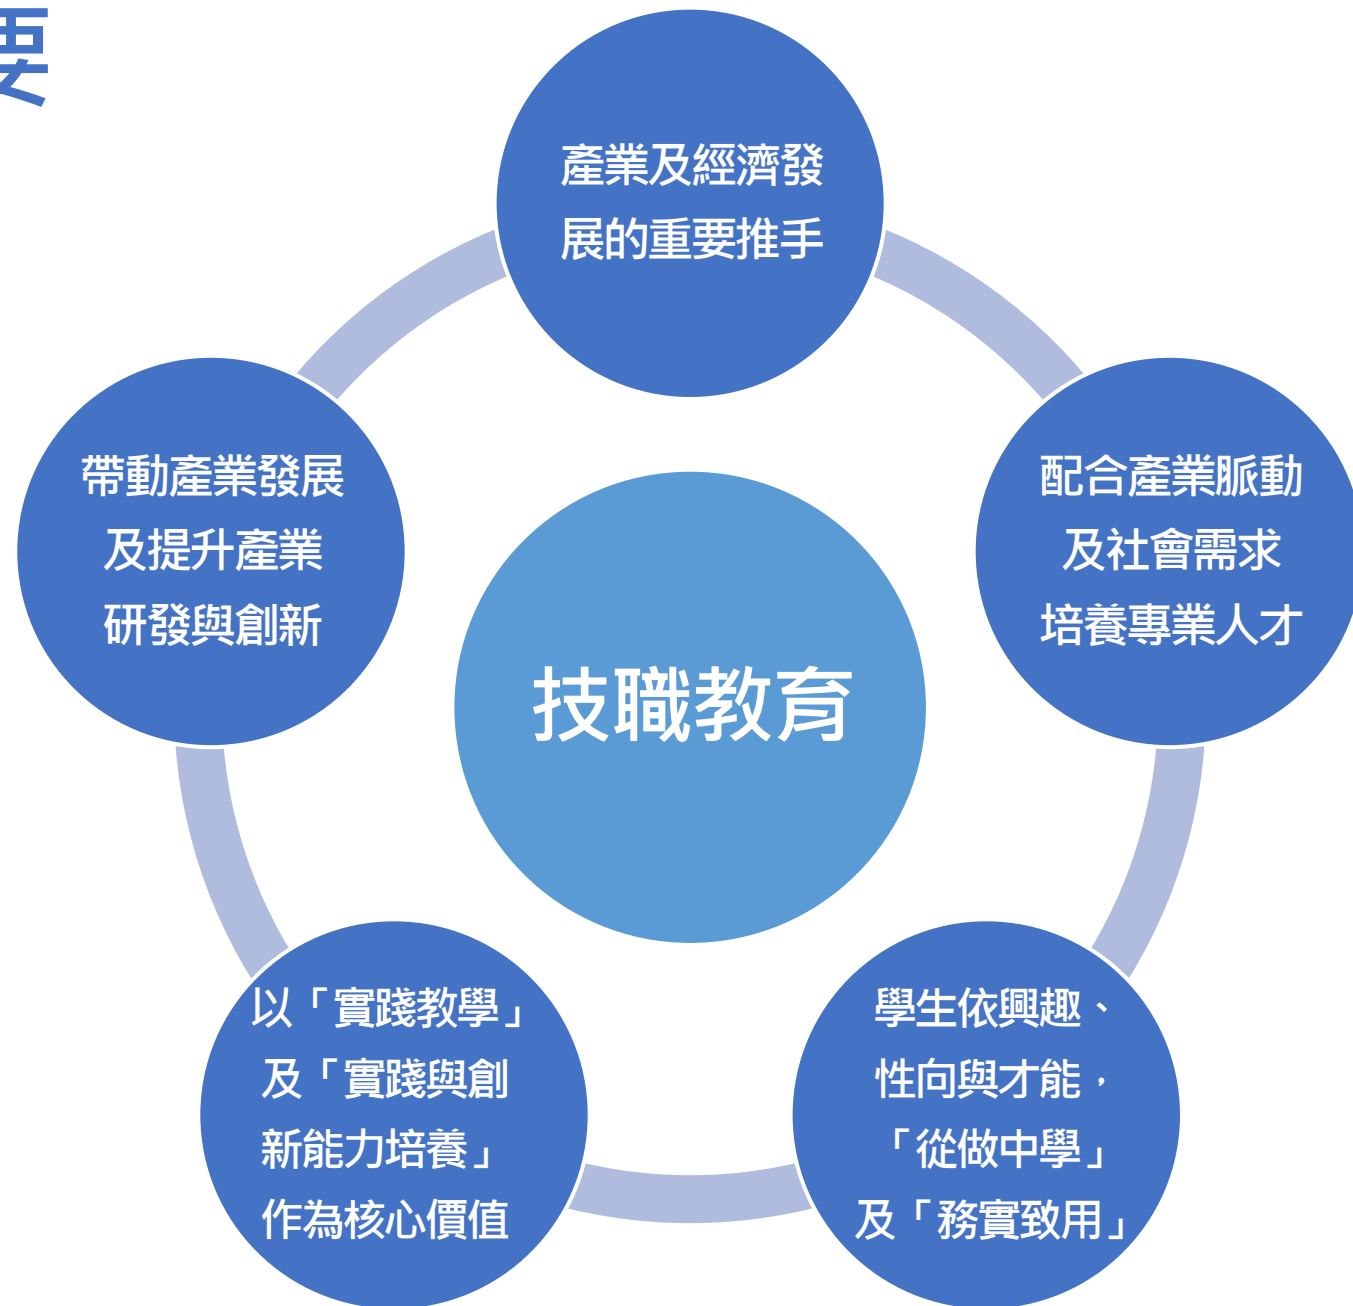 要
產業及經濟發
展的重要推手
配合產業脈動
及社會需求
培養專業人才
學生依興趣、
性向與才能，
「從做中學」
及「務實致用」
以「實踐教學」
及「實踐與創
新能力培養」
作為核心價值
帶動產業發展
及提升產業
研發與創新
技職教育